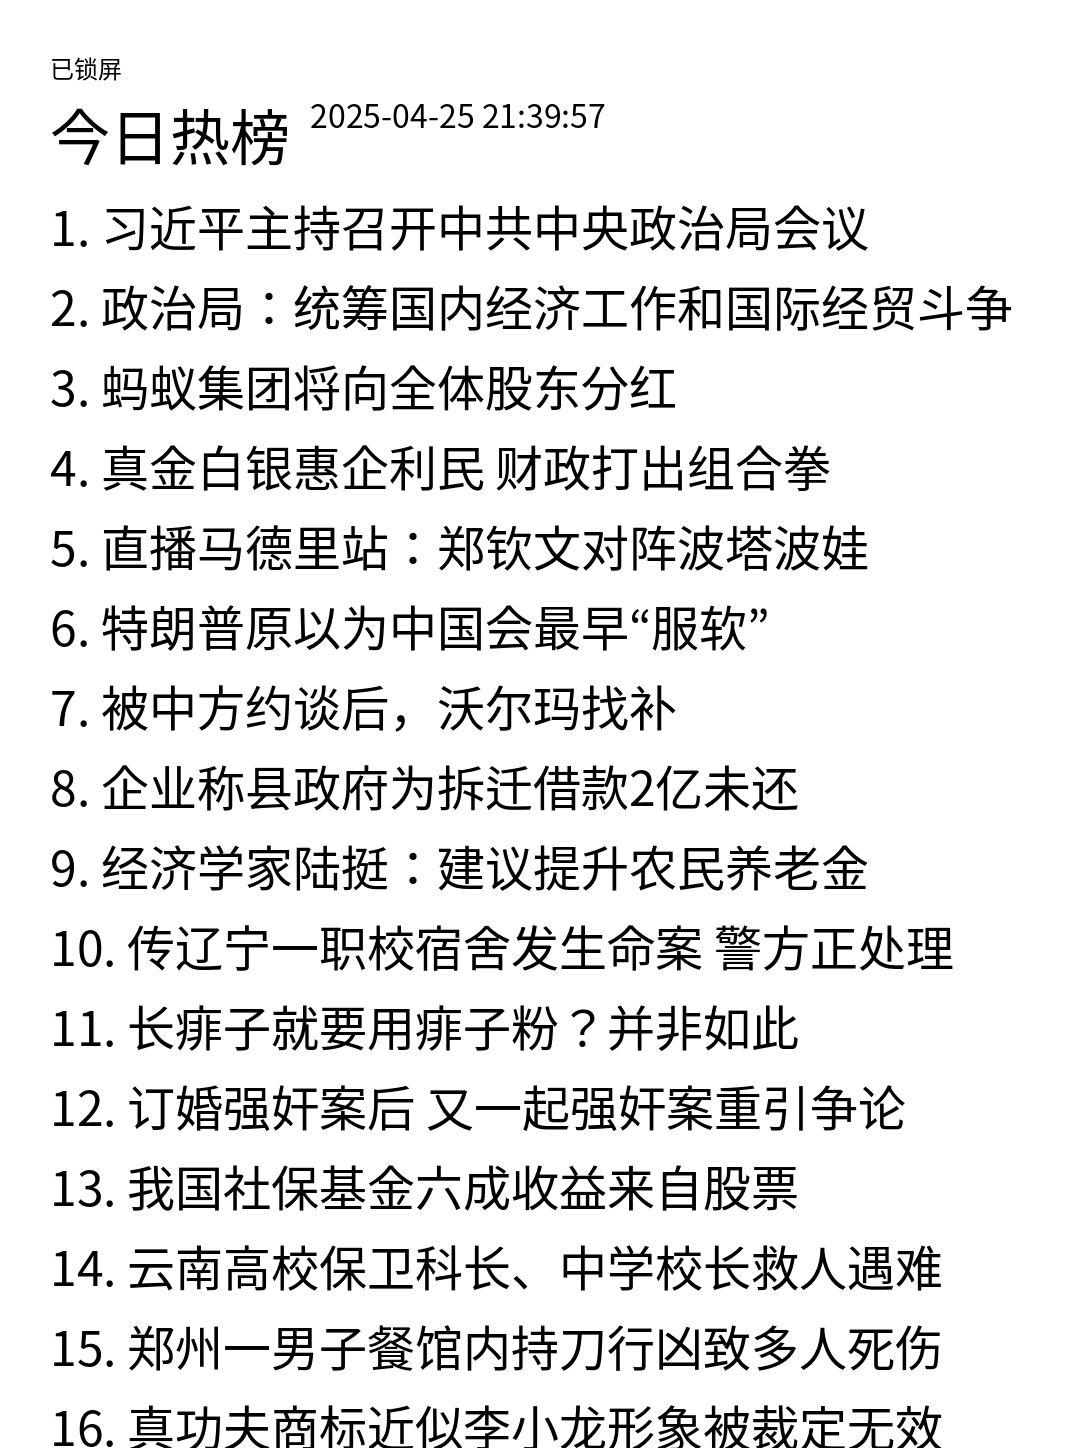 已锁屏
今日热榜 2025-04-25 21:39:57
1. 习近平主持召开中共中央政治局会议
2. 政治局：统筹国内经济工作和国际经贸斗争
3. 蚂蚁集团将向全体股东分红
4. 真金白银惠企利民 财政打出组合拳
5. 直播马德里站：郑钦文对阵波塔波娃
6. 特朗普原以为中国会最早“服软”
7. 被中方约谈后，沃尔玛找补
8. 企业称县政府为拆迁借款2亿未还
9. 经济学家陆挺：建议提升农民养老金
10. 传辽宁一职校宿舍发生命案 警方正处理
11. 长痱子就要用痱子粉？并非如此
12. 订婚强奸案后 又一起强奸案重引争论
13. 我国社保基金六成收益来自股票
14. 云南高校保卫科长、中学校长救人遇难
15. 郑州一男子餐馆内持刀行凶致多人死伤
16. 真功夫商标近似李小龙形象被裁定无效